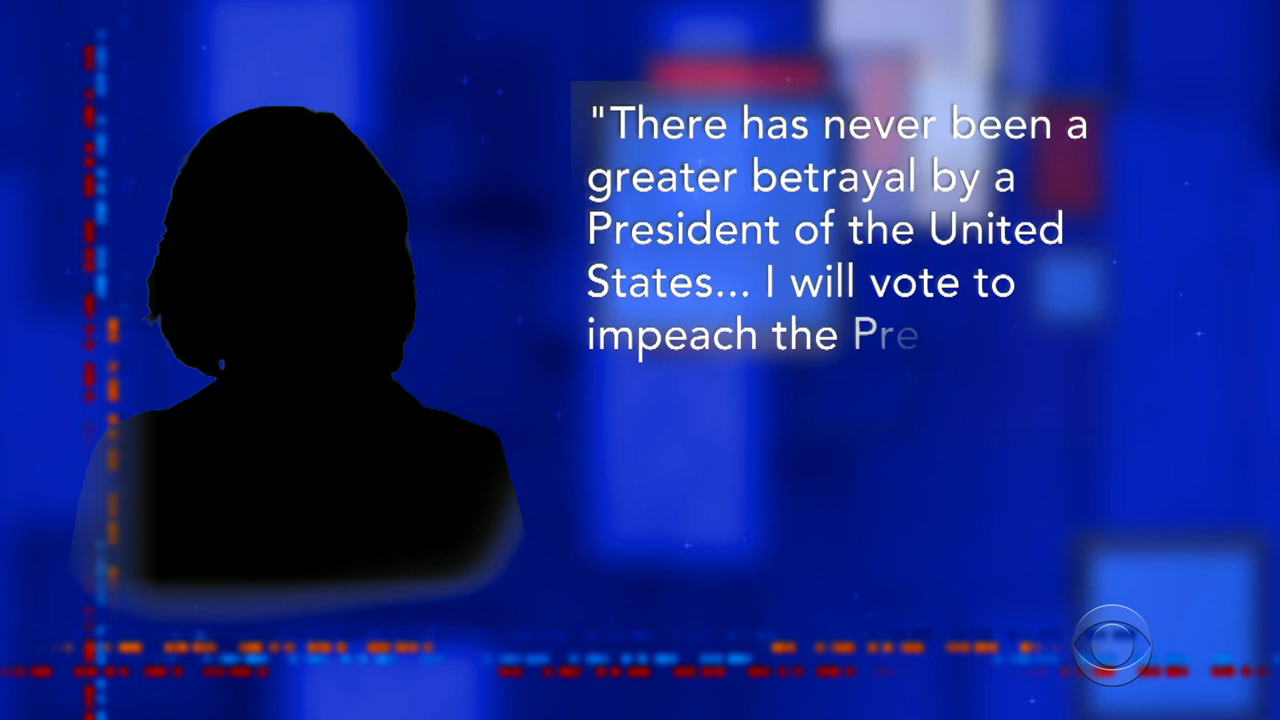 "There has never been a
greater betrayal by a
President of the United
States... I will vote to
impeach the Pre